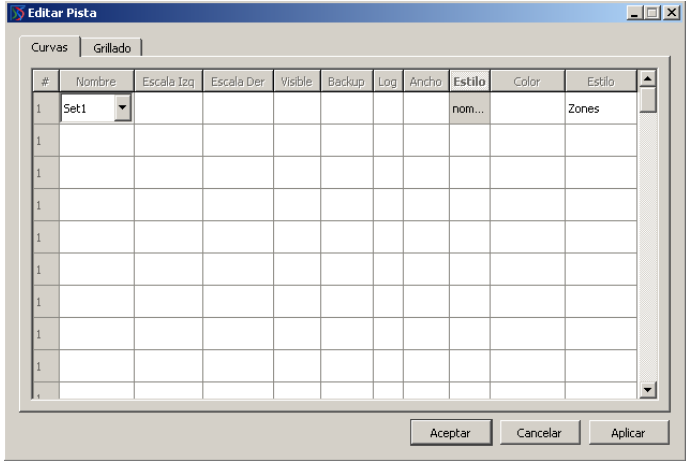 Editar Pista
Curvas Grillado
# Nombre Escala Izq Escala Der Visible Backup Log Ancho Estilo Color Estilo
1 Set1 nom... Zones
1
1
1
1
1
1
1
1
1
Aceptar Cancelar Aplicar